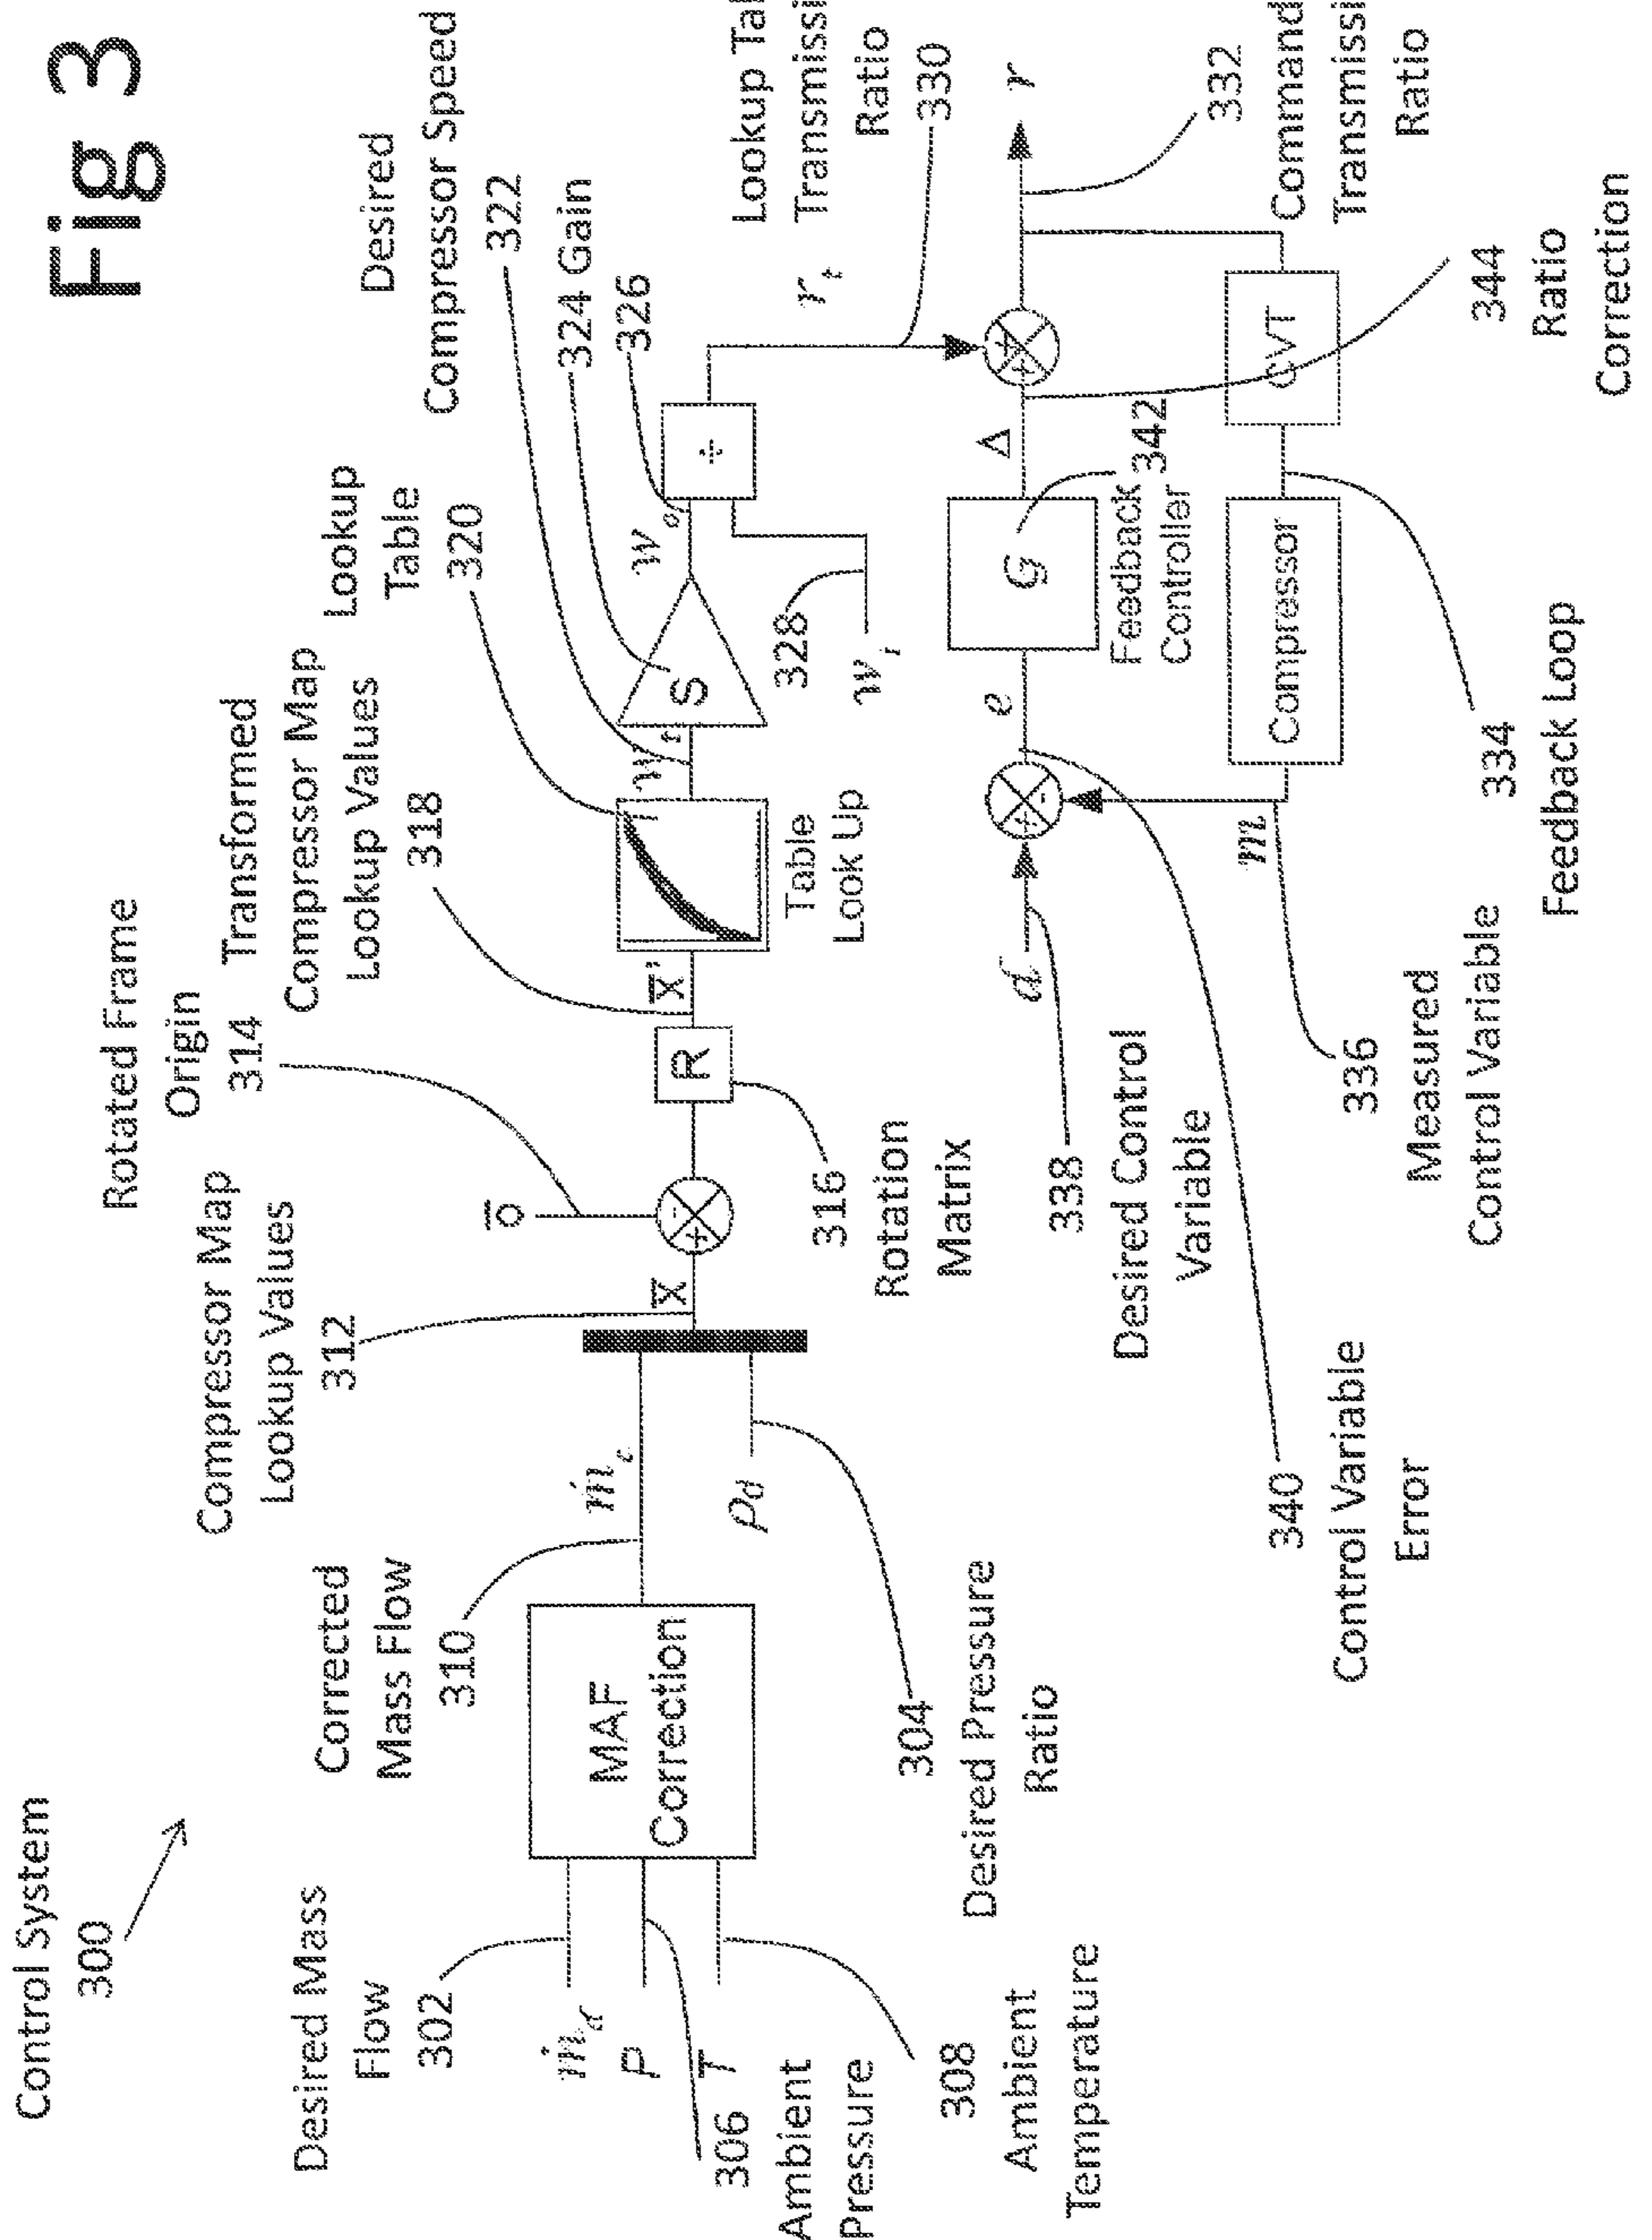 Fig 3
Control System
300
Desired Mass
Flow
302
ṁd
P
T
306
Ambient
Pressure
308
Ambient
Temperature
MAF
Correction
Corrected
Mass Flow
310
ṁc
ρd
304
Desired Pressure
Ratio
Compressor Map
Lookup Values
312
x̅
Rotated Frame
Origin
314
o̅
+
-
R
316
Rotation
Matrix
Transformed
Compressor Map
Lookup Values
318
x̅'
Lookup
Table
320
Table
Look Up
Desired
Compressor Speed
322
324 Gain
S
326
wo
÷
328
wi
rt
Lookup Tal
Transmissi
Ratio
330
r
332
Command
Transmissi
Ratio
d
338
Desired Control
Variable
e
340
Control Variable
Error
G
342
Feedback
Controller
Δ
344
Ratio
Correction
CVT
Compressor
334
Feedback Loop
m
336
Measured
Control Variable